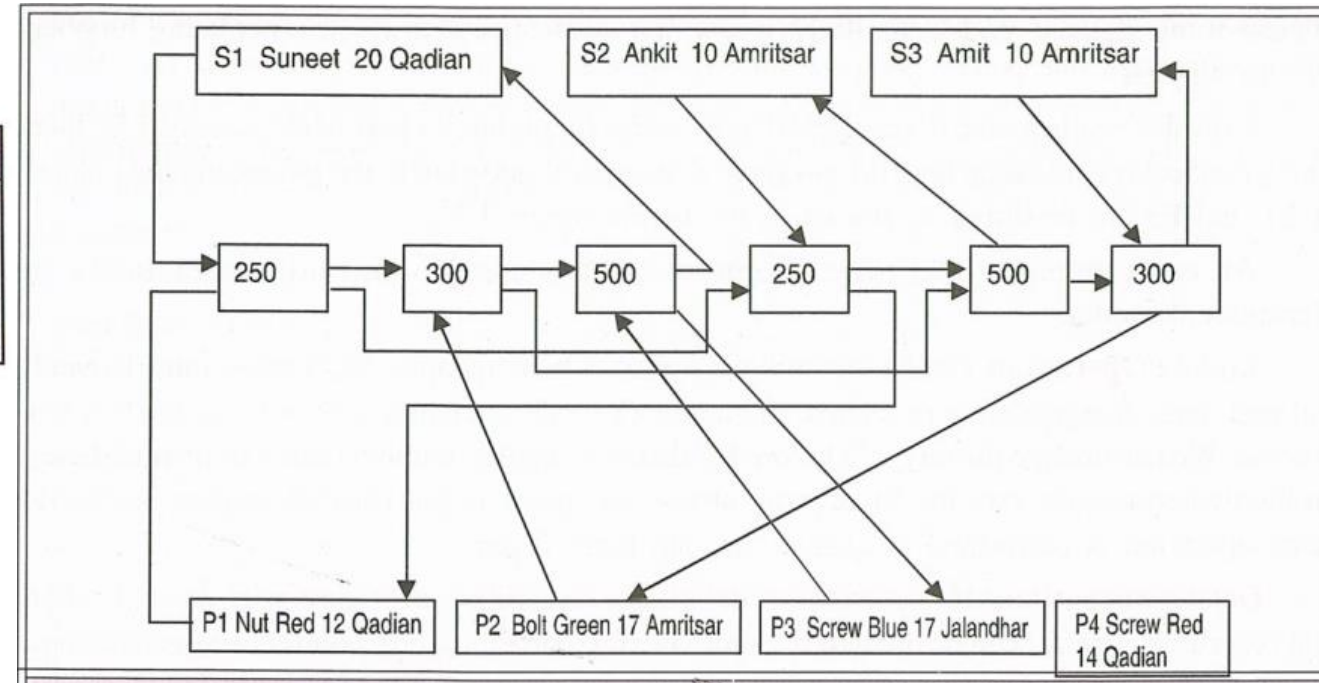 S1 Suneet 20 Qadian
S2 Ankit 10 Amritsar
S3 Amit 10 Amritsar
250
300
500
250
500
300
P1 Nut Red 12 Qadian
P2 Bolt Green 17 Amritsar
P3 Screw Blue 17 Jalandhar
P4 Screw Red
14 Qadian